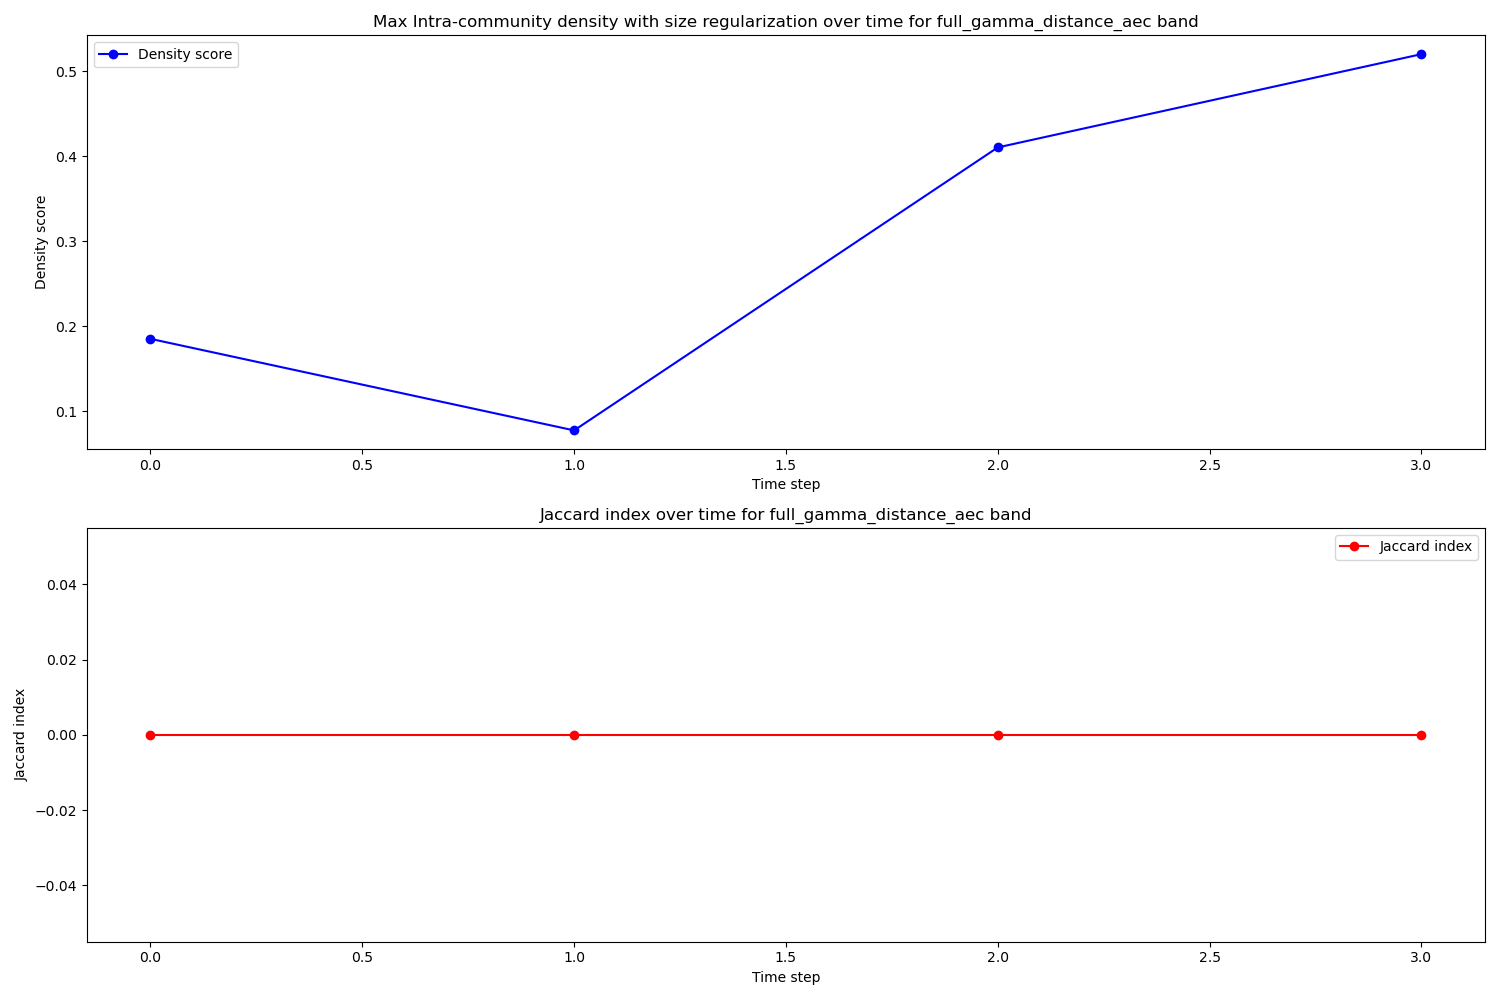 Max Intra-community density with size regularization over time for full_gamma_distance_aec band
Density score
0.5
0.4
0.3
0.2
0.1
Density score
0.0 0.5 1.0 1.5 2.0 2.5 3.0
Time step
Jaccard index over time for full_gamma_distance_aec band
Jaccard index
0.04
0.02
0.00
−0.02
−0.04
Jaccard index
0.0 0.5 1.0 1.5 2.0 2.5 3.0
Time step